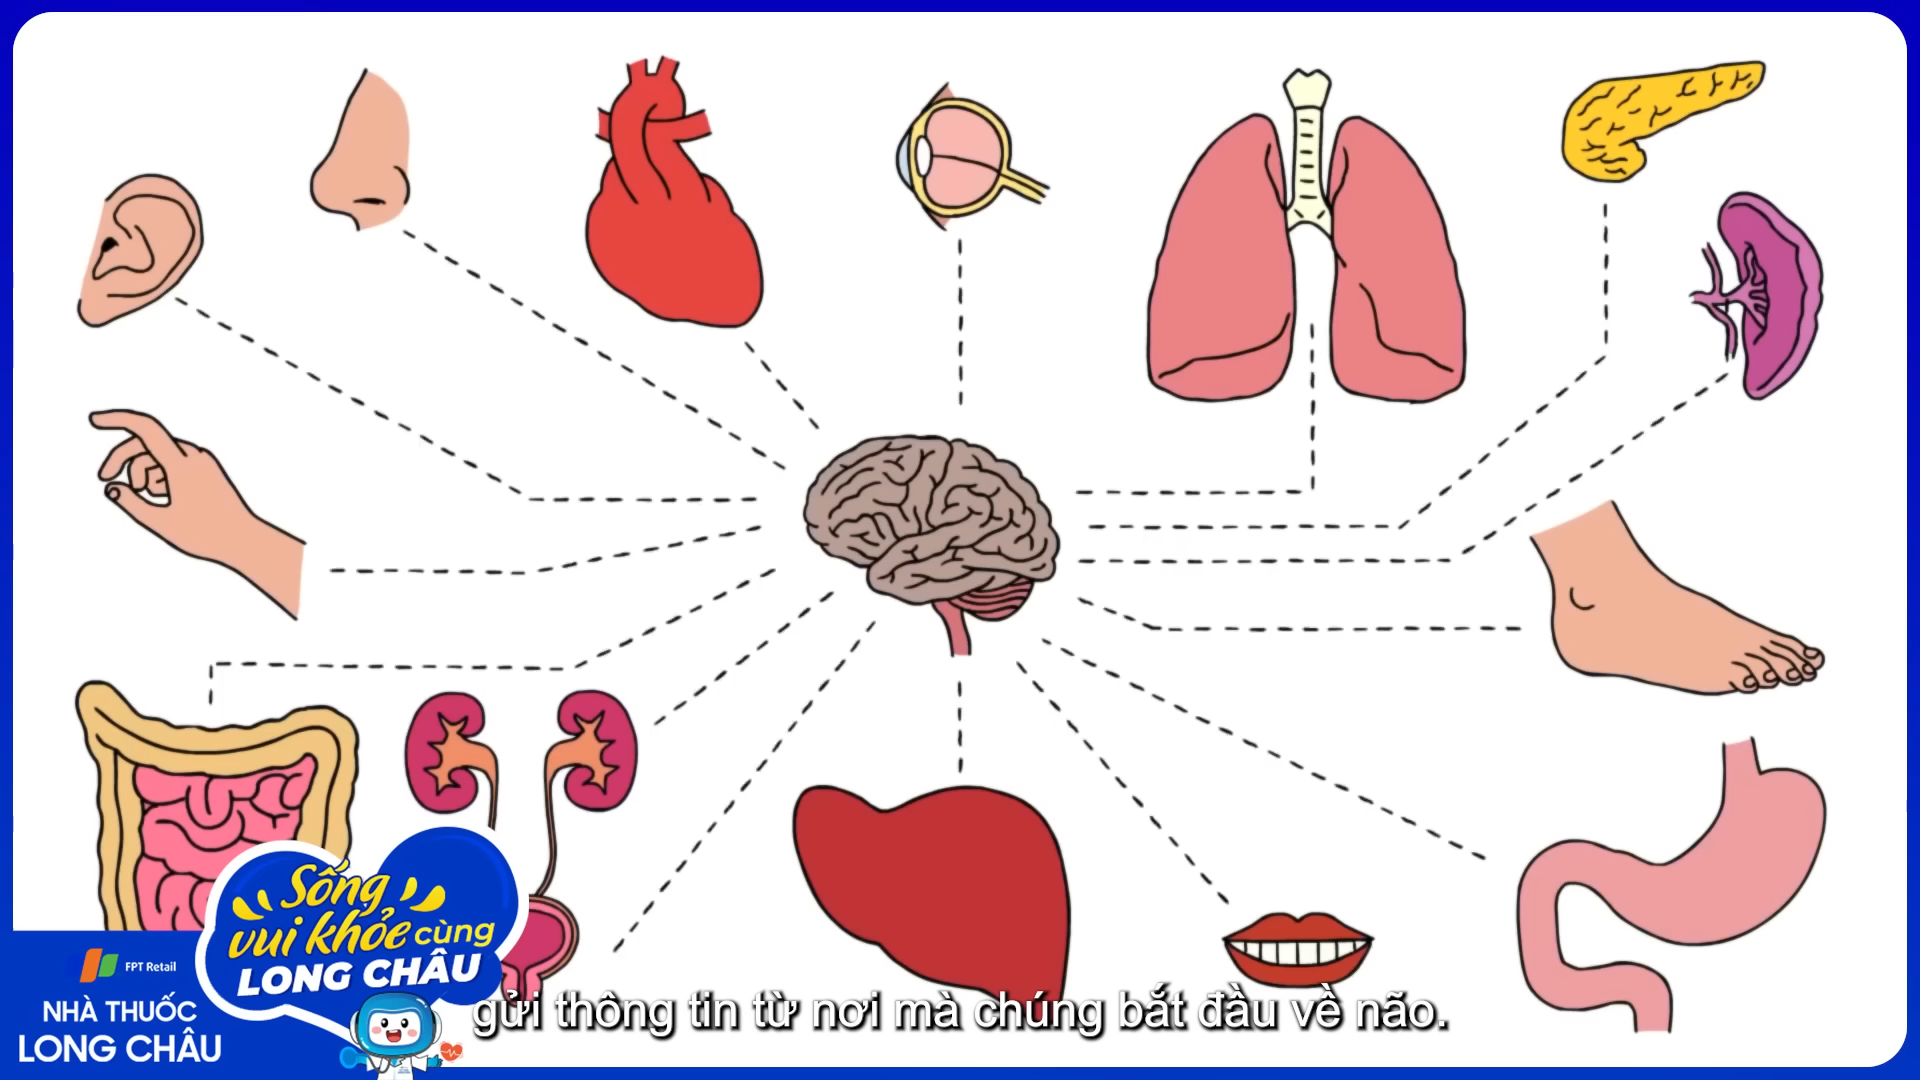 Sống
vui khỏe cùng
LONG CHÂU
FPT Retail
NHÀ THUỐC
LONG CHÂU
gửi thông tin từ nơi mà chúng bắt đầu về não.